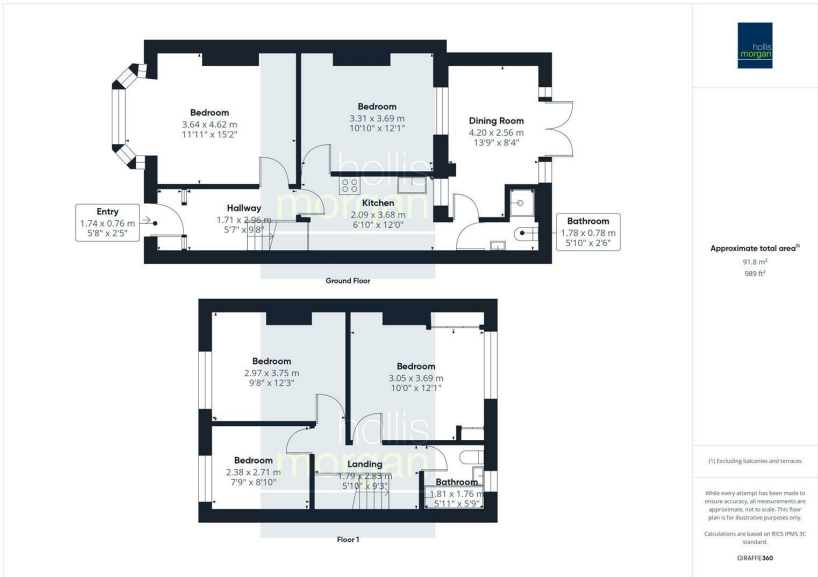 hollis
morgan
Bedroom
3.64 x 4.62 m
11'11" x 15'2"
Bedroom
3.31 x 3.69 m
10'10" x 12'1"
Dining Room
4.20 x 2.56 m
13'9" x 8'4"
hollis
morgan
Entry
1.74 x 0.76 m
5'8" x 2'5"
Hallway
1.71 x 2.96 m
5'7" x 9'8"
Kitchen
2.09 x 3.68 m
6'10" x 12'0"
Bathroom
1.78 x 0.78 m
5'10" x 2'6"
Ground Floor
Approximate total area(1)
91.8 m²
989 ft²
Bedroom
2.97 x 3.75 m
9'8" x 12'3"
Bedroom
3.05 x 3.69 m
10'0" x 12'1"
hollis
morgan
Bedroom
2.38 x 2.71 m
7'9" x 8'10"
Landing
1.79 x 2.83 m
5'10" x 9'3"
Bathroom
1.81 x 1.76 m
5'11" x 5'9"
Floor 1
(1) Excluding balconies and terraces
While every attempt has been made to
ensure accuracy, all measurements are
approximate, not to scale. This floor
plan is for illustrative purposes only.
Calculations are based on RICS IPMS 3C
standard.
GIRAFFE360